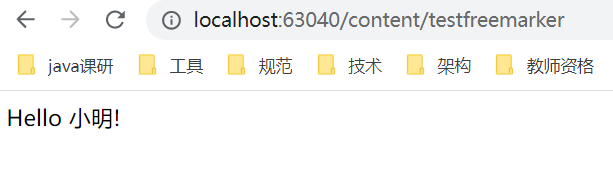 localhost:63040/content/testfreemarker
java课研 工具 规范 技术 架构 教师资格
Hello 小明!